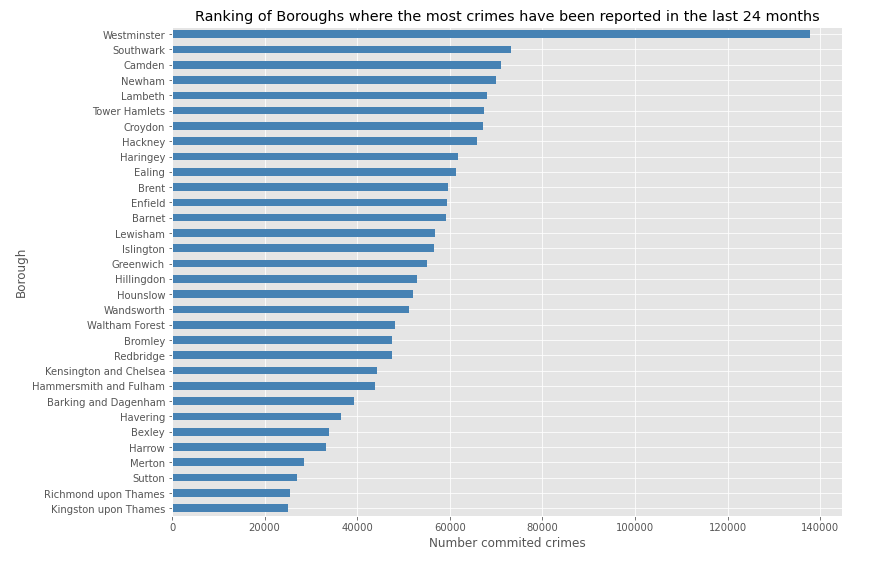 Ranking of Boroughs where the most crimes have been reported in the last 24 months
Westminster
Southwark
Camden
Newham
Lambeth
Tower Hamlets
Croydon
Hackney
Haringey
Ealing
Brent
Enfield
Barnet
Lewisham
Islington
Greenwich
Hillingdon
Hounslow
Wandsworth
Waltham Forest
Bromley
Redbridge
Kensington and Chelsea
Hammersmith and Fulham
Barking and Dagenham
Havering
Bexley
Harrow
Merton
Sutton
Richmond upon Thames
Kingston upon Thames
Borough
0 20000 40000 60000 80000 100000 120000 140000
Number commited crimes